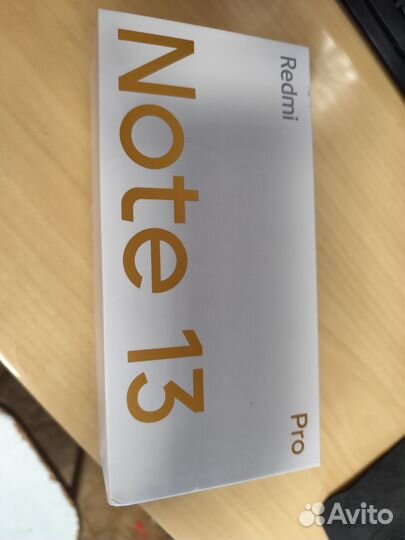 Redmi
Note 13
Pro
Avito